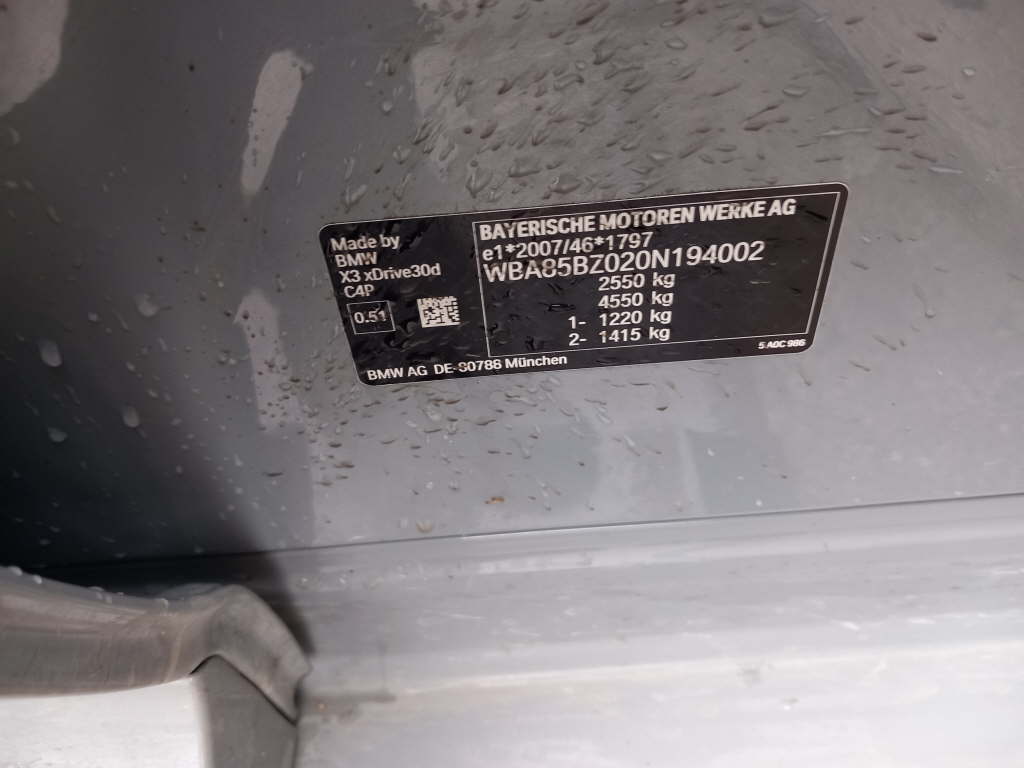 Made by
BMW
X3 xDrive30d
C4P
0.51
BAYERISCHE MOTOREN WERKE AG
e1*2007/46*1797
WBA85BZ020N194002
2550 kg
4550 kg
1- 1220 kg
2- 1415 kg
5 A0C 986
BMW AG DE-80788 München